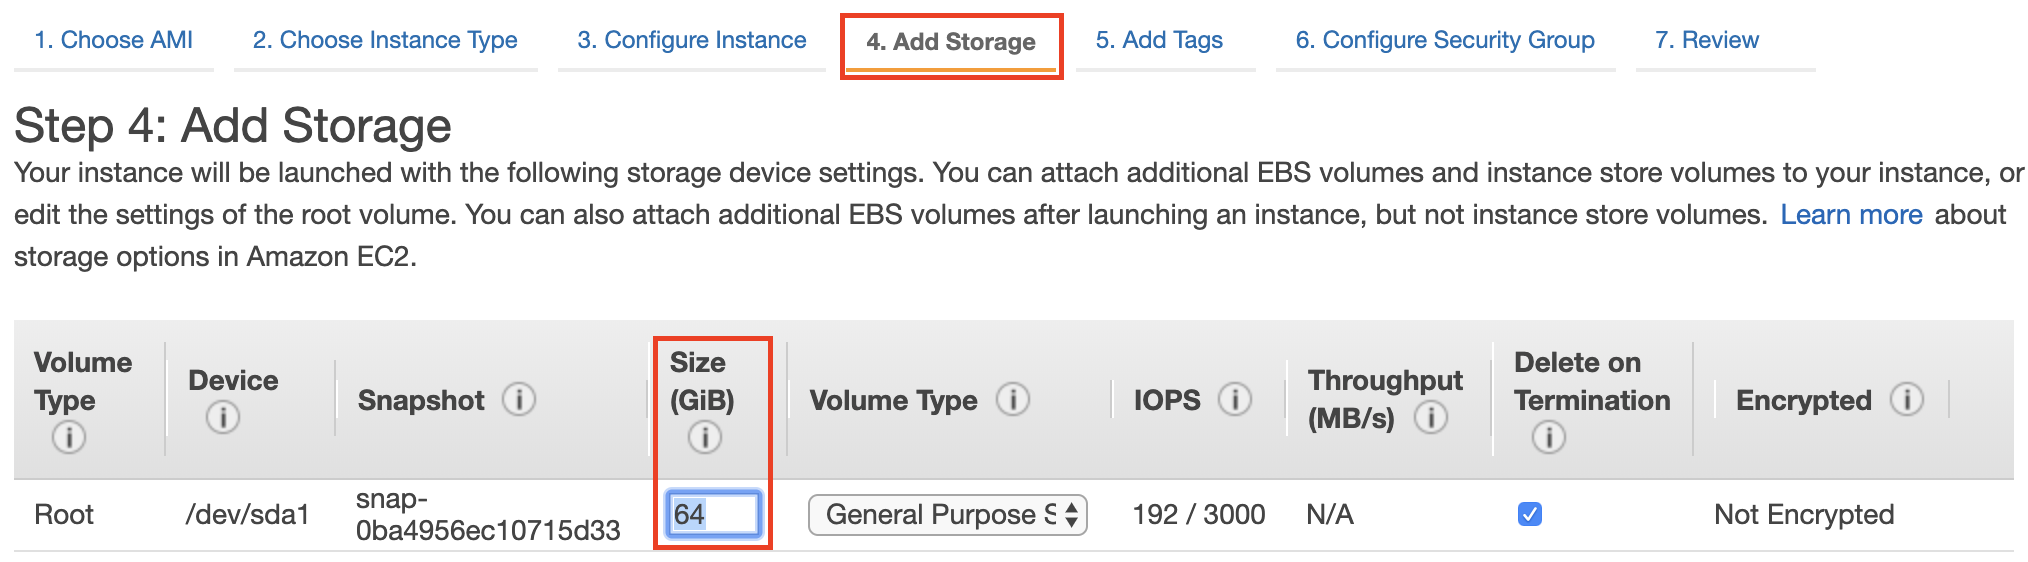 1. Choose AMI 2. Choose Instance Type 3. Configure Instance 4. Add Storage 5. Add Tags 6. Configure Security Group 7. Review
Step 4: Add Storage
Your instance will be launched with the following storage device settings. You can attach additional EBS volumes and instance store volumes to your instance, or
edit the settings of the root volume. You can also attach additional EBS volumes after launching an instance, but not instance store volumes. Learn more about
storage options in Amazon EC2.
Volume
Type
Device
Snapshot
Size
(GiB)
Volume Type
IOPS
Throughput
(MB/s)
Delete on
Termination
Encrypted
Root
/dev/sda1
snap-
0ba4956ec10715d33
64
General Purpose S
192 / 3000
N/A
Not Encrypted